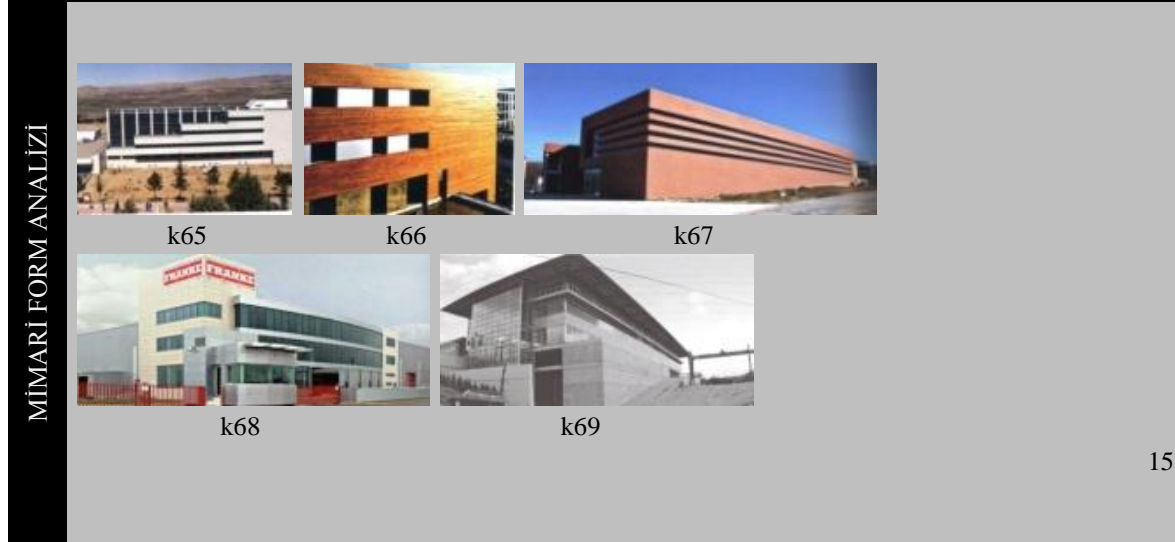 MİMARİ FORM ANALİZİ
k65
k66
k67
FRANKE FRANKE
k68
k69
15